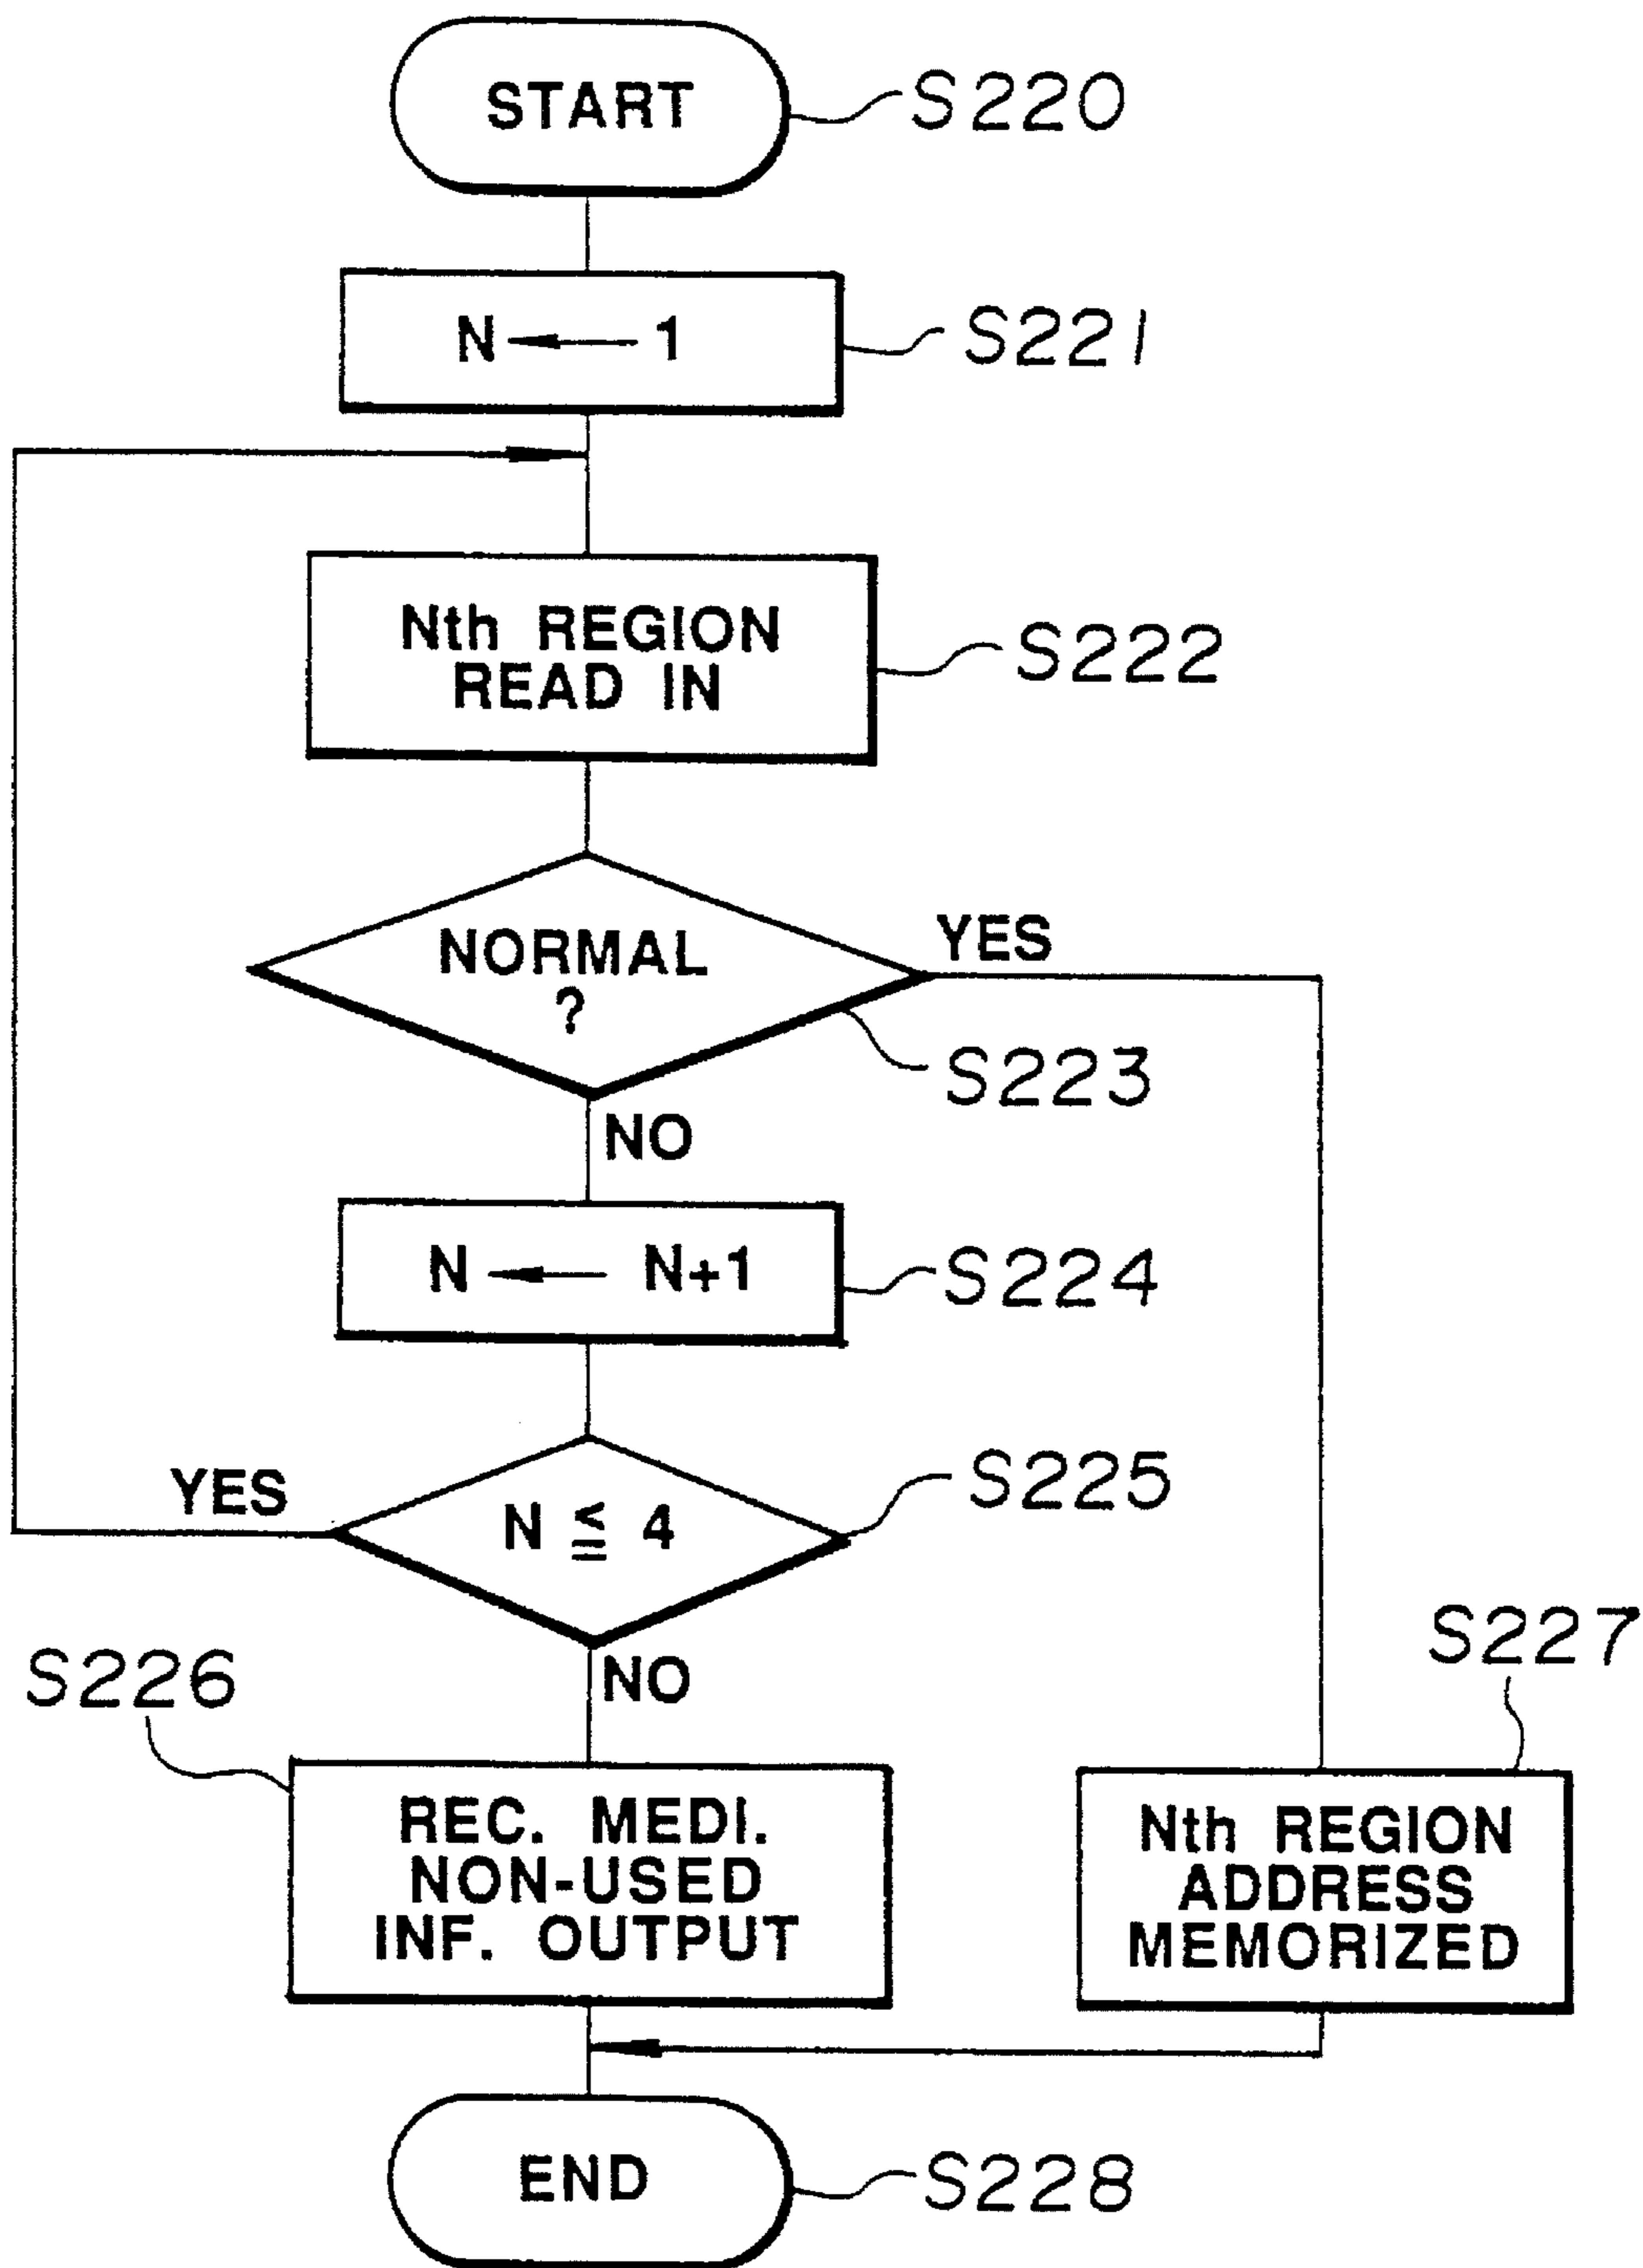 START
S220
N ← 1
S221
Nth REGION
READ IN
S222
NORMAL
?
YES
S223
NO
N ← N+1
S224
N ≦ 4
YES
S225
NO
S226
REC. MEDI.
NON-USED
INF. OUTPUT
S227
Nth REGION
ADDRESS
MEMORIZED
END
S228